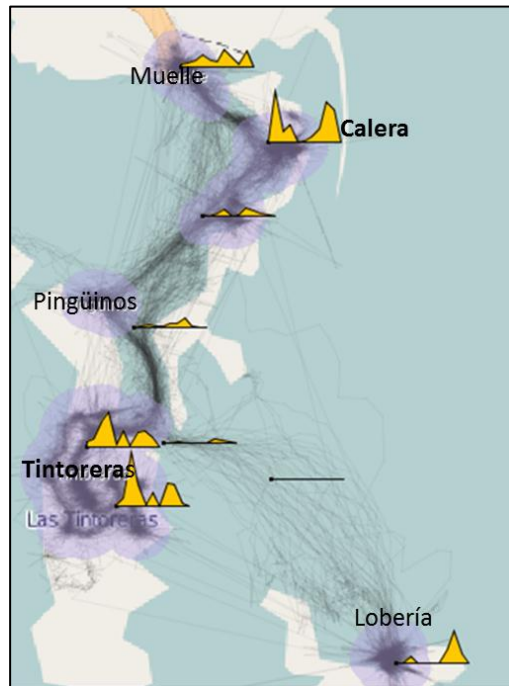 Muelle
Calera
Pingüinos
Tintoreras
Las Tintoreras
Lobería